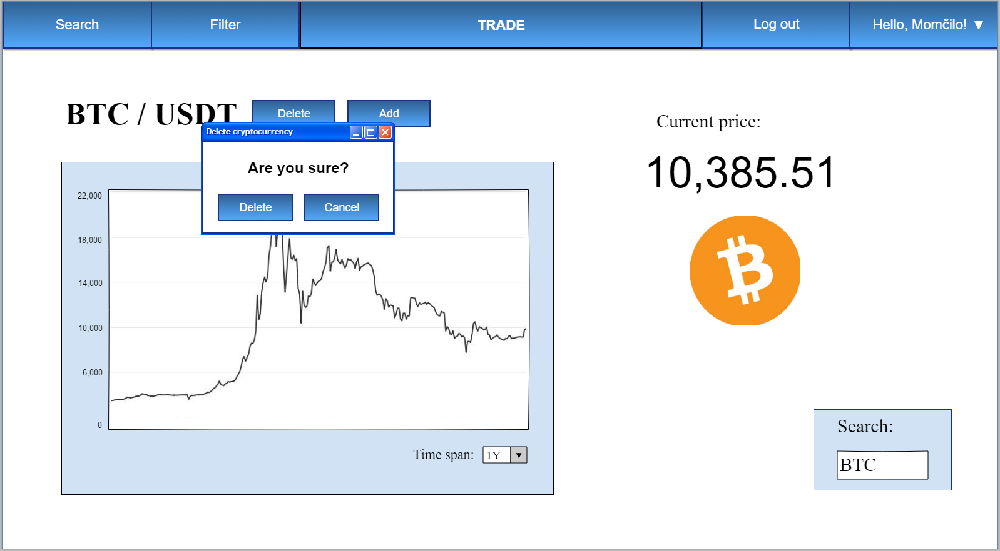 Search
Filter
TRADE
Log out
Hello, Momčilo! ▼
BTC / USDT
Delete
Add
Delete cryptocurrency
Are you sure?
Delete
Cancel
22,000
18,000
14,000
10,000
6,000
0
Time span:
1Y
Current price:
10,385.51
Search:
BTC